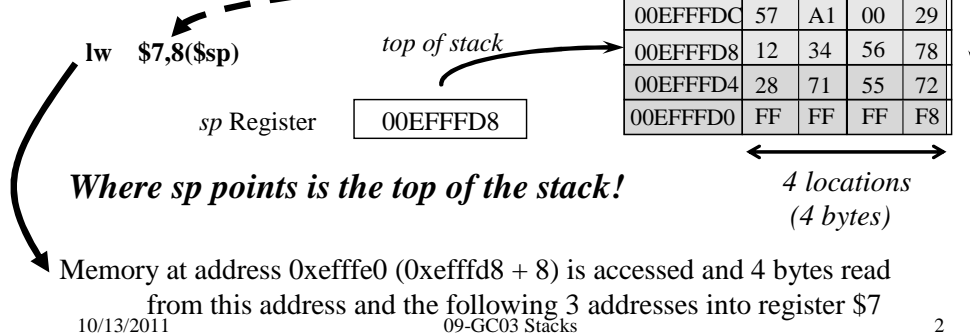 00EFFFDC 57 A1 00 29
lw $7,8($sp)
top of stack
00EFFFD8 12 34 56 78
00EFFFD4 28 71 55 72
sp Register 00EFFFD8
00EFFFD0 FF FF FF F8
Where sp points is the top of the stack!
4 locations
(4 bytes)
Memory at address 0xefffe0 (0xefffd8 + 8) is accessed and 4 bytes read
from this address and the following 3 addresses into register $7
10/13/2011 09-GC03 Stacks 2